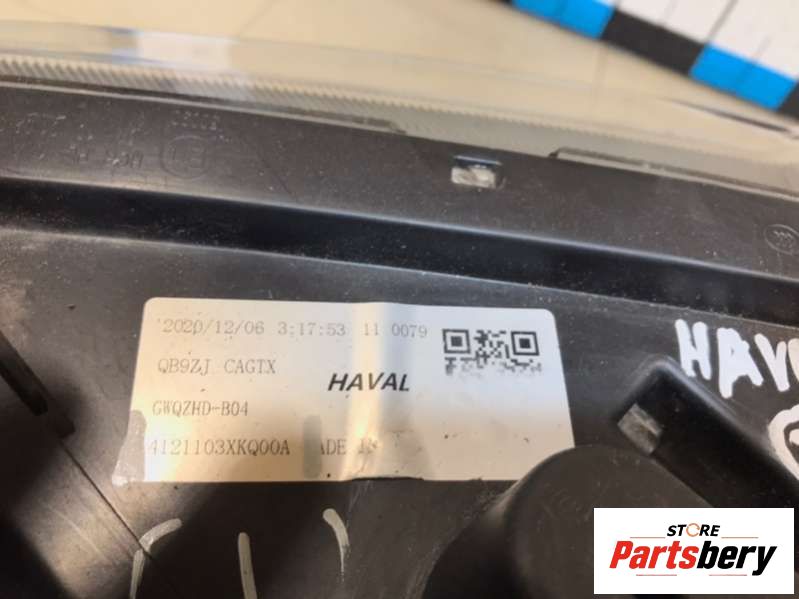 2020/12/06 3:17:53 11 0079
QB9ZJ CAGTX
HAVAL
GWQZHD-B04
4121103XKQ00A
STORE
Partsbery